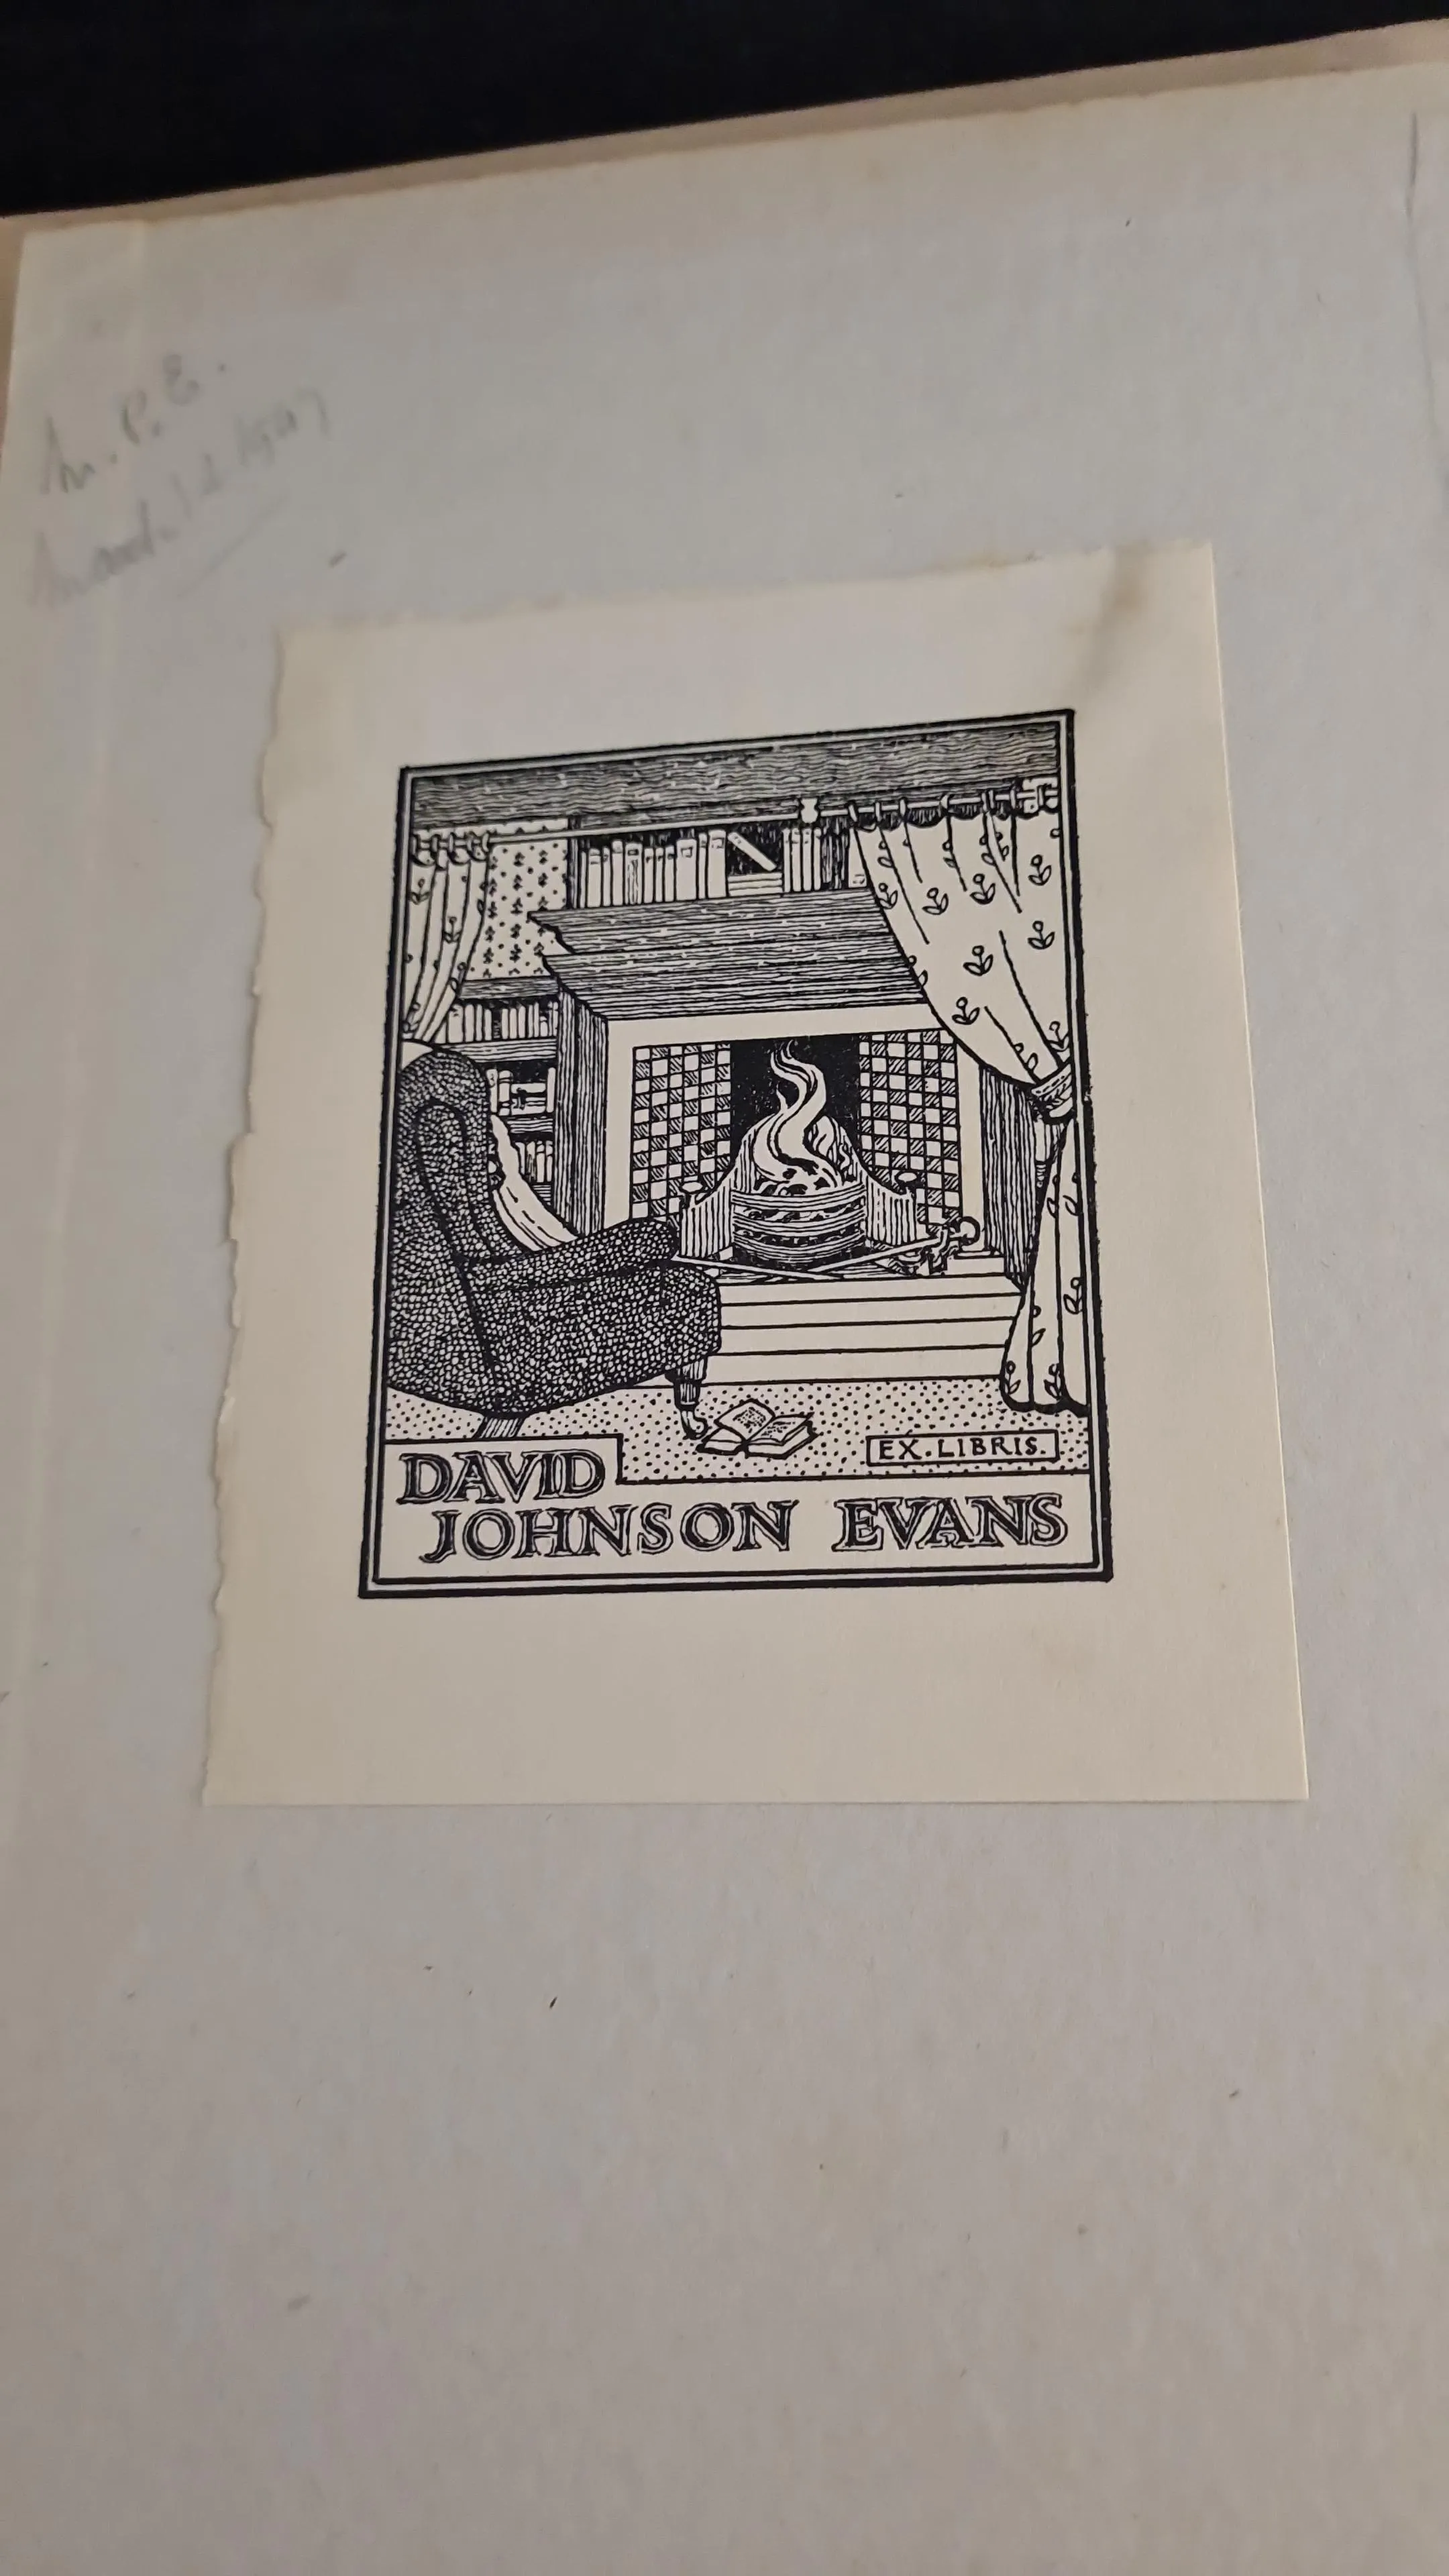 EX.LIBRIS.
DAVID
JOHNSON EVANS